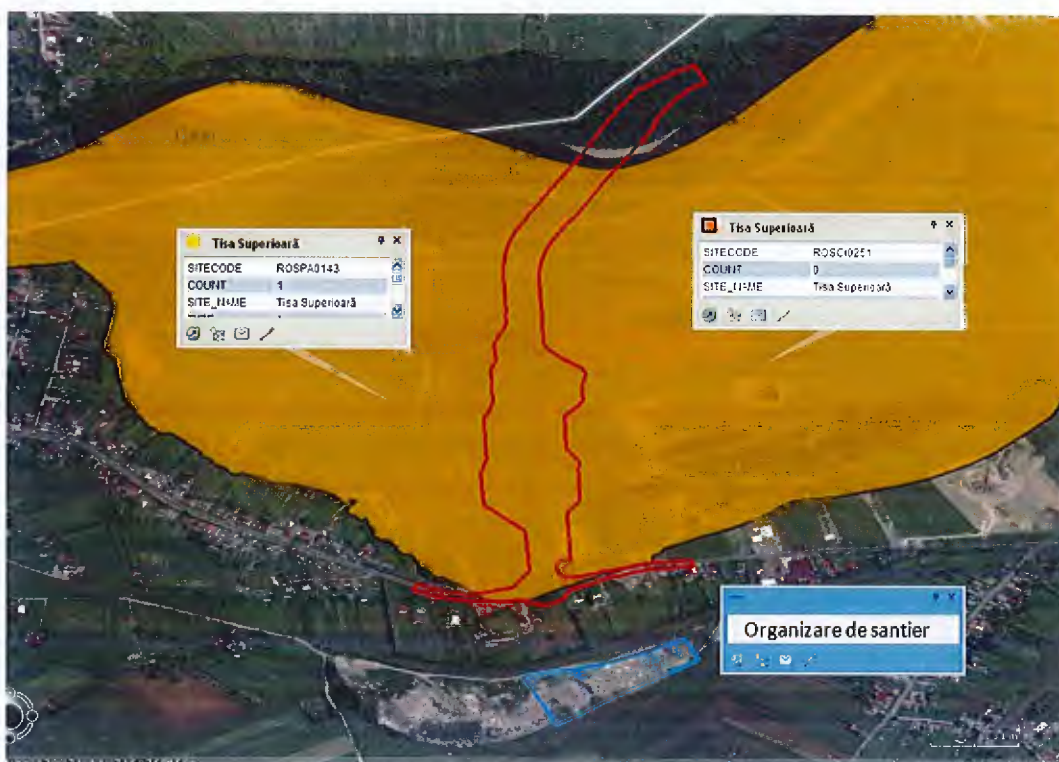 Tisa Superioară
SITECODE ROSPA0143
COUNT 1
SITE_NAME Tisa Superioară
Tisa Superioară
SITECODE ROSCI0251
COUNT 0
SITE_NAME Tisa Superioară
Organizare de santier